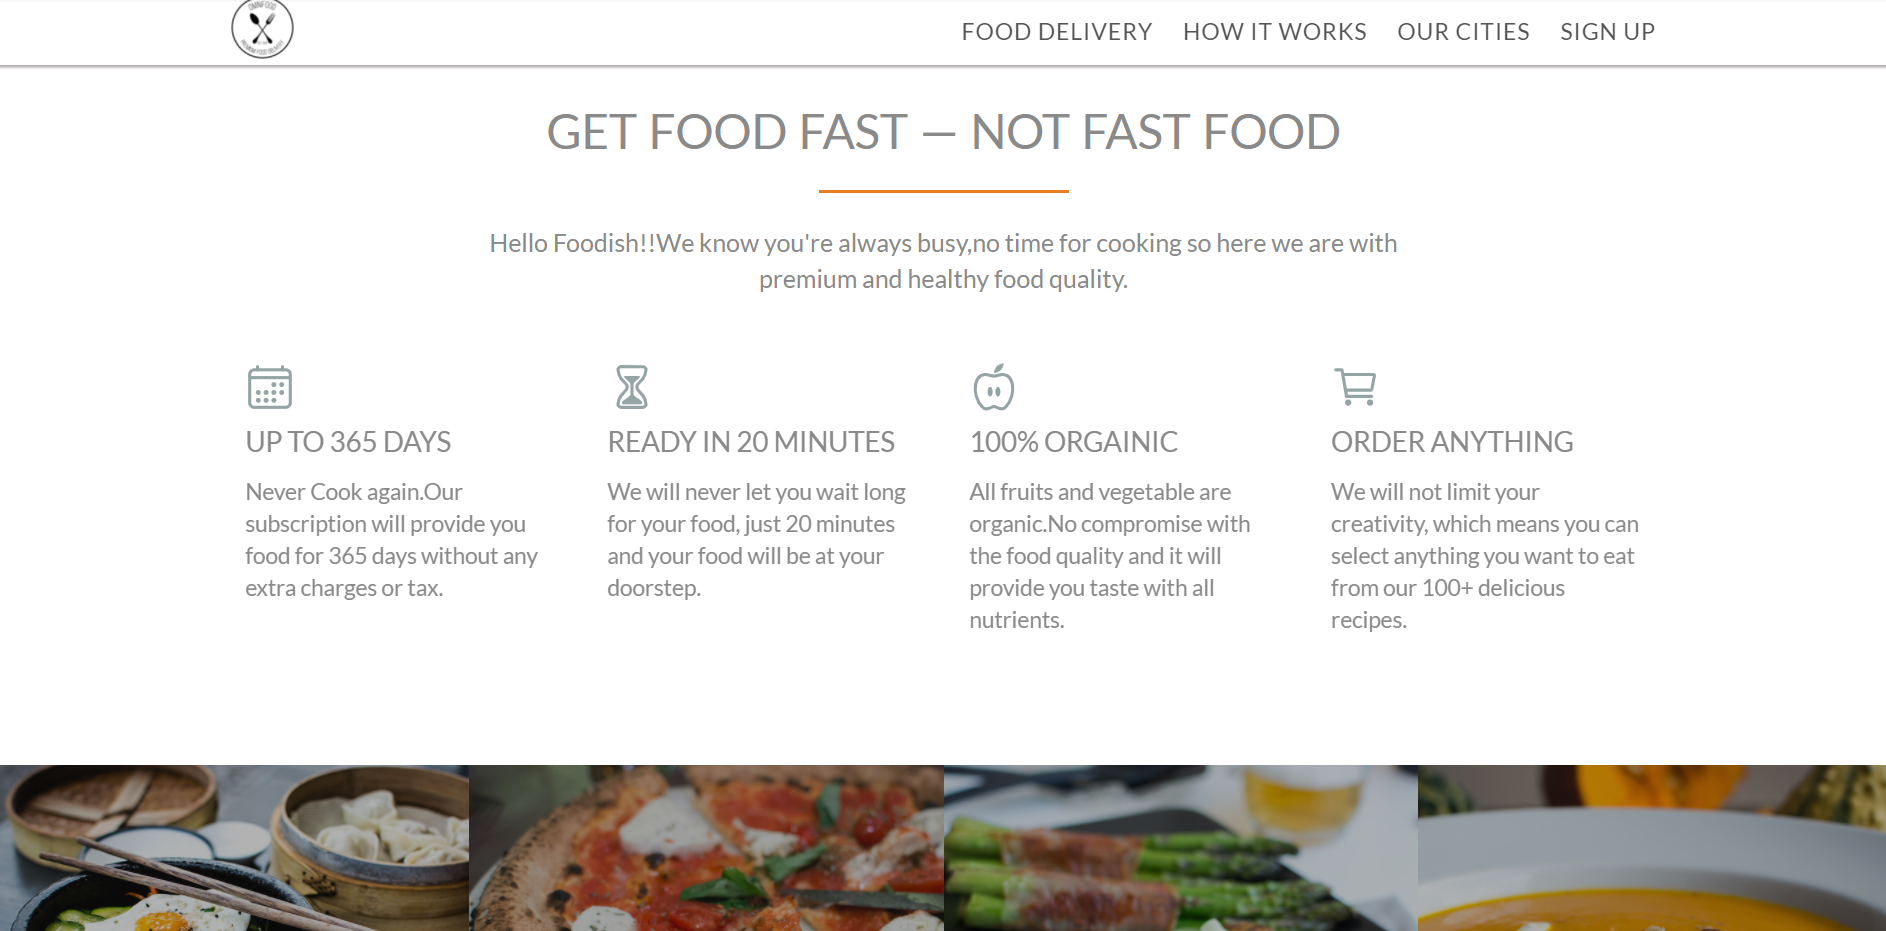 OMNIFOOD
PREMIUM FOOD DELIVERY
FOOD DELIVERY HOW IT WORKS OUR CITIES SIGN UP
GET FOOD FAST — NOT FAST FOOD
Hello Foodish!!We know you're always busy,no time for cooking so here we are with
premium and healthy food quality.
UP TO 365 DAYS
Never Cook again.Our
subscription will provide you
food for 365 days without any
extra charges or tax.
READY IN 20 MINUTES
We will never let you wait long
for your food, just 20 minutes
and your food will be at your
doorstep.
100% ORGAINIC
All fruits and vegetable are
organic.No compromise with
the food quality and it will
provide you taste with all
nutrients.
ORDER ANYTHING
We will not limit your
creativity, which means you can
select anything you want to eat
from our 100+ delicious
recipes.